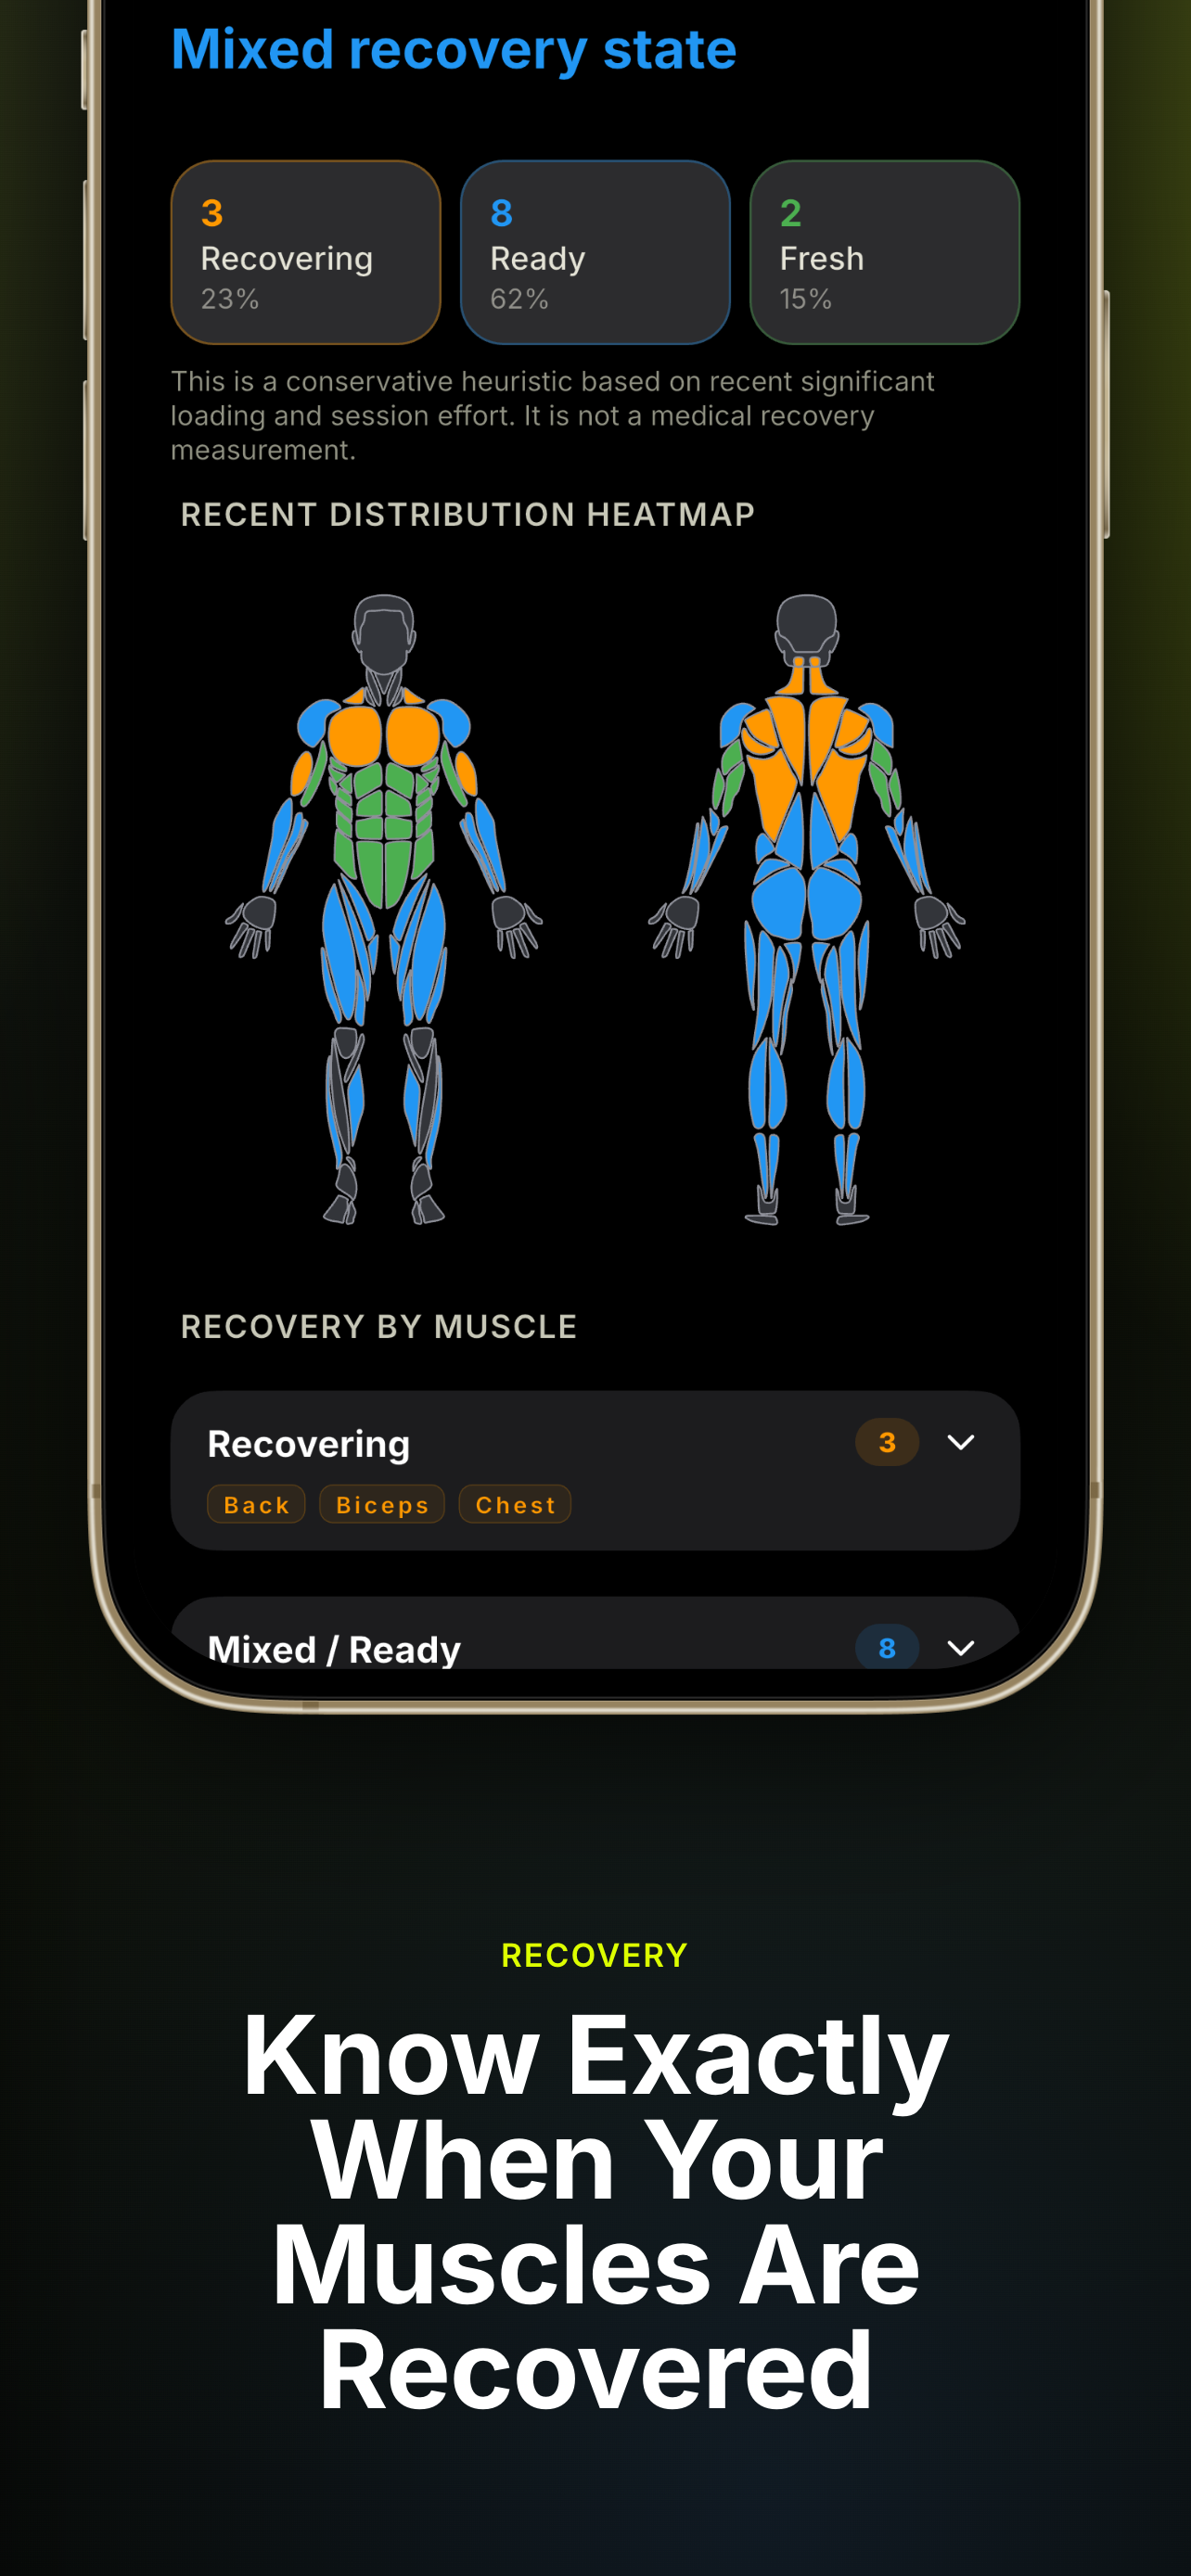 Mixed recovery state
3
Recovering
23%
8
Ready
62%
2
Fresh
15%
This is a conservative heuristic based on recent significant
loading and session effort. It is not a medical recovery
measurement.
RECENT DISTRIBUTION HEATMAP
RECOVERY BY MUSCLE
Recovering
3
Back
Biceps
Chest
Mixed / Ready
8
RECOVERY
Know Exactly
When Your
Muscles Are
Recovered